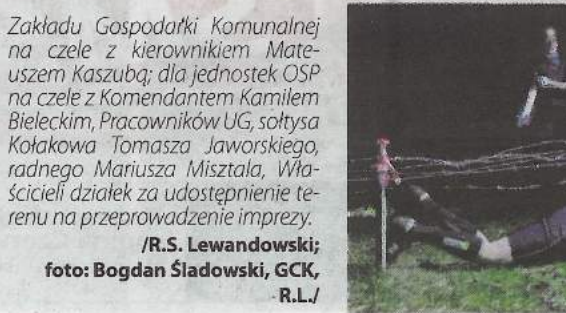 Zakładu Gospodarki Komunalnej
na czele z kierownikiem Mate-
uszem Kaszubą; dla jednostek OSP
na czele z Komendantem Kamilem
Bieleckim, Pracowników UG, sołtysa
Kołakowa Tomasza Jaworskiego,
radnego Mariusza Misztala, Wła-
ścicieli działek za udostępnienie te-
renu na przeprowadzenie imprezy.
/R.S. Lewandowski;
foto: Bogdan Śladowski, GCK,
R.L./